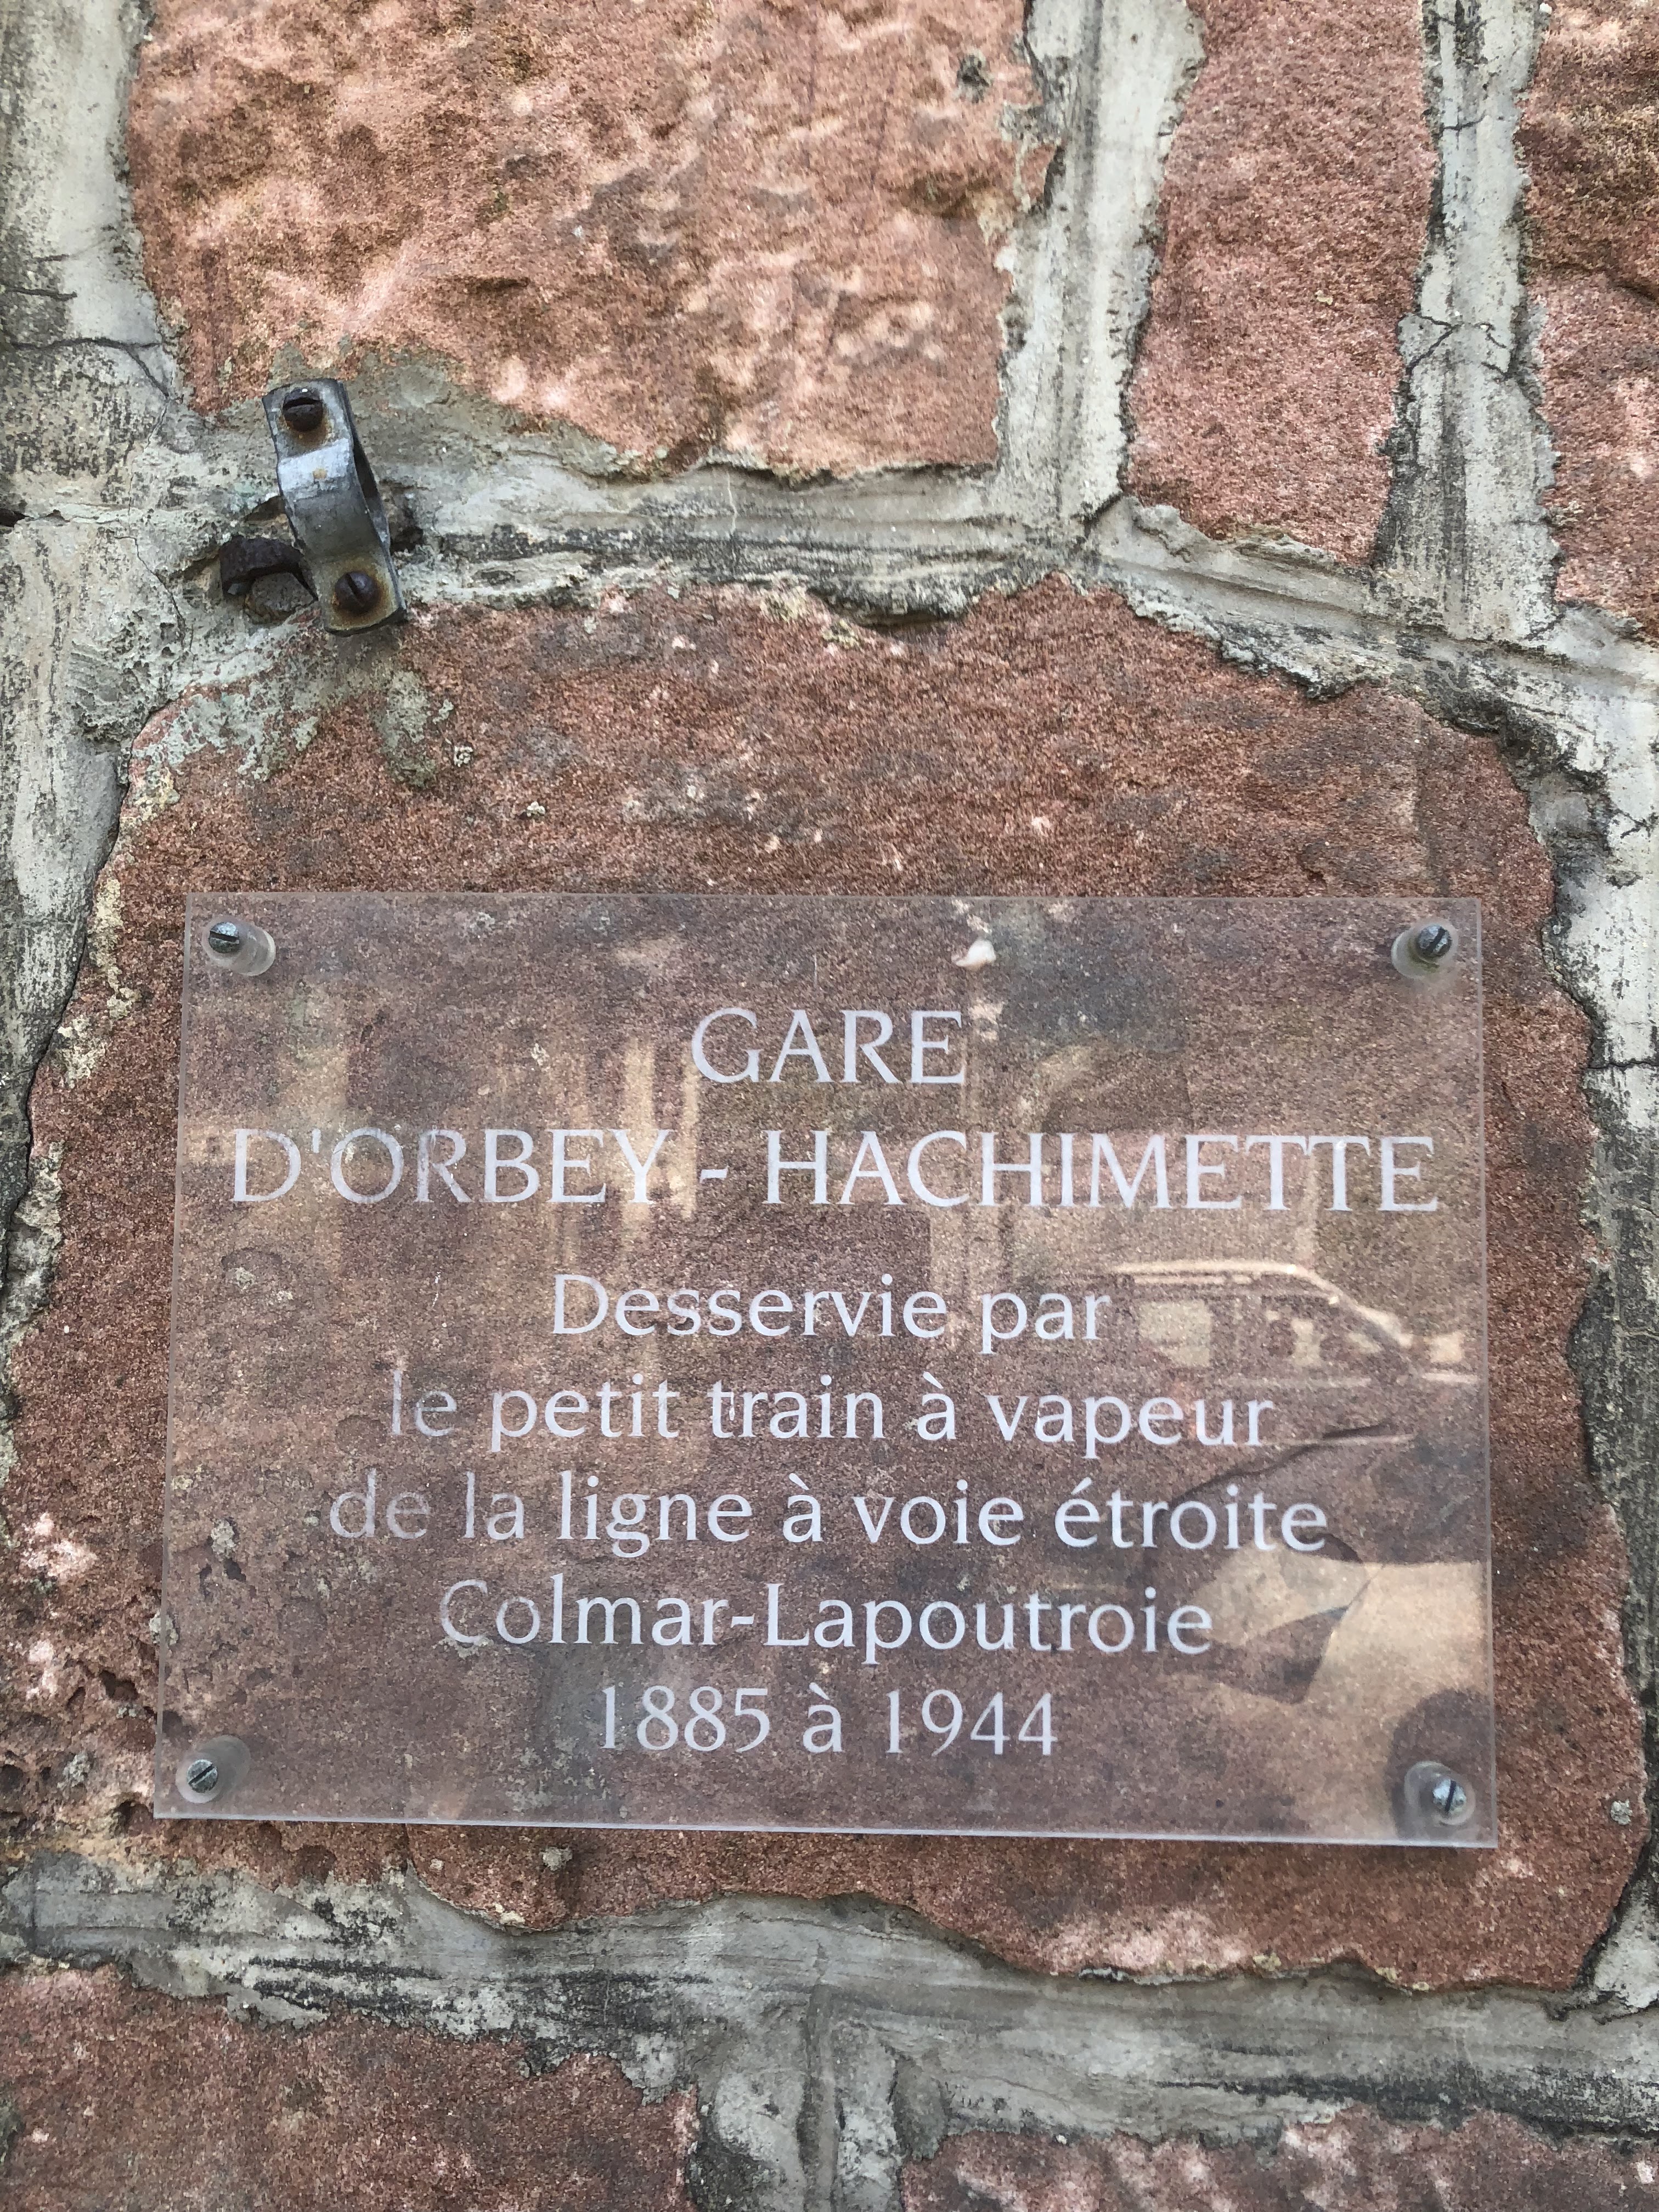 GARE
D'ORBEY - HACHIMETTE
Desservie par
le petit train à vapeur
de la ligne à voie étroite
Colmar-Lapoutroie
1885 à 1944